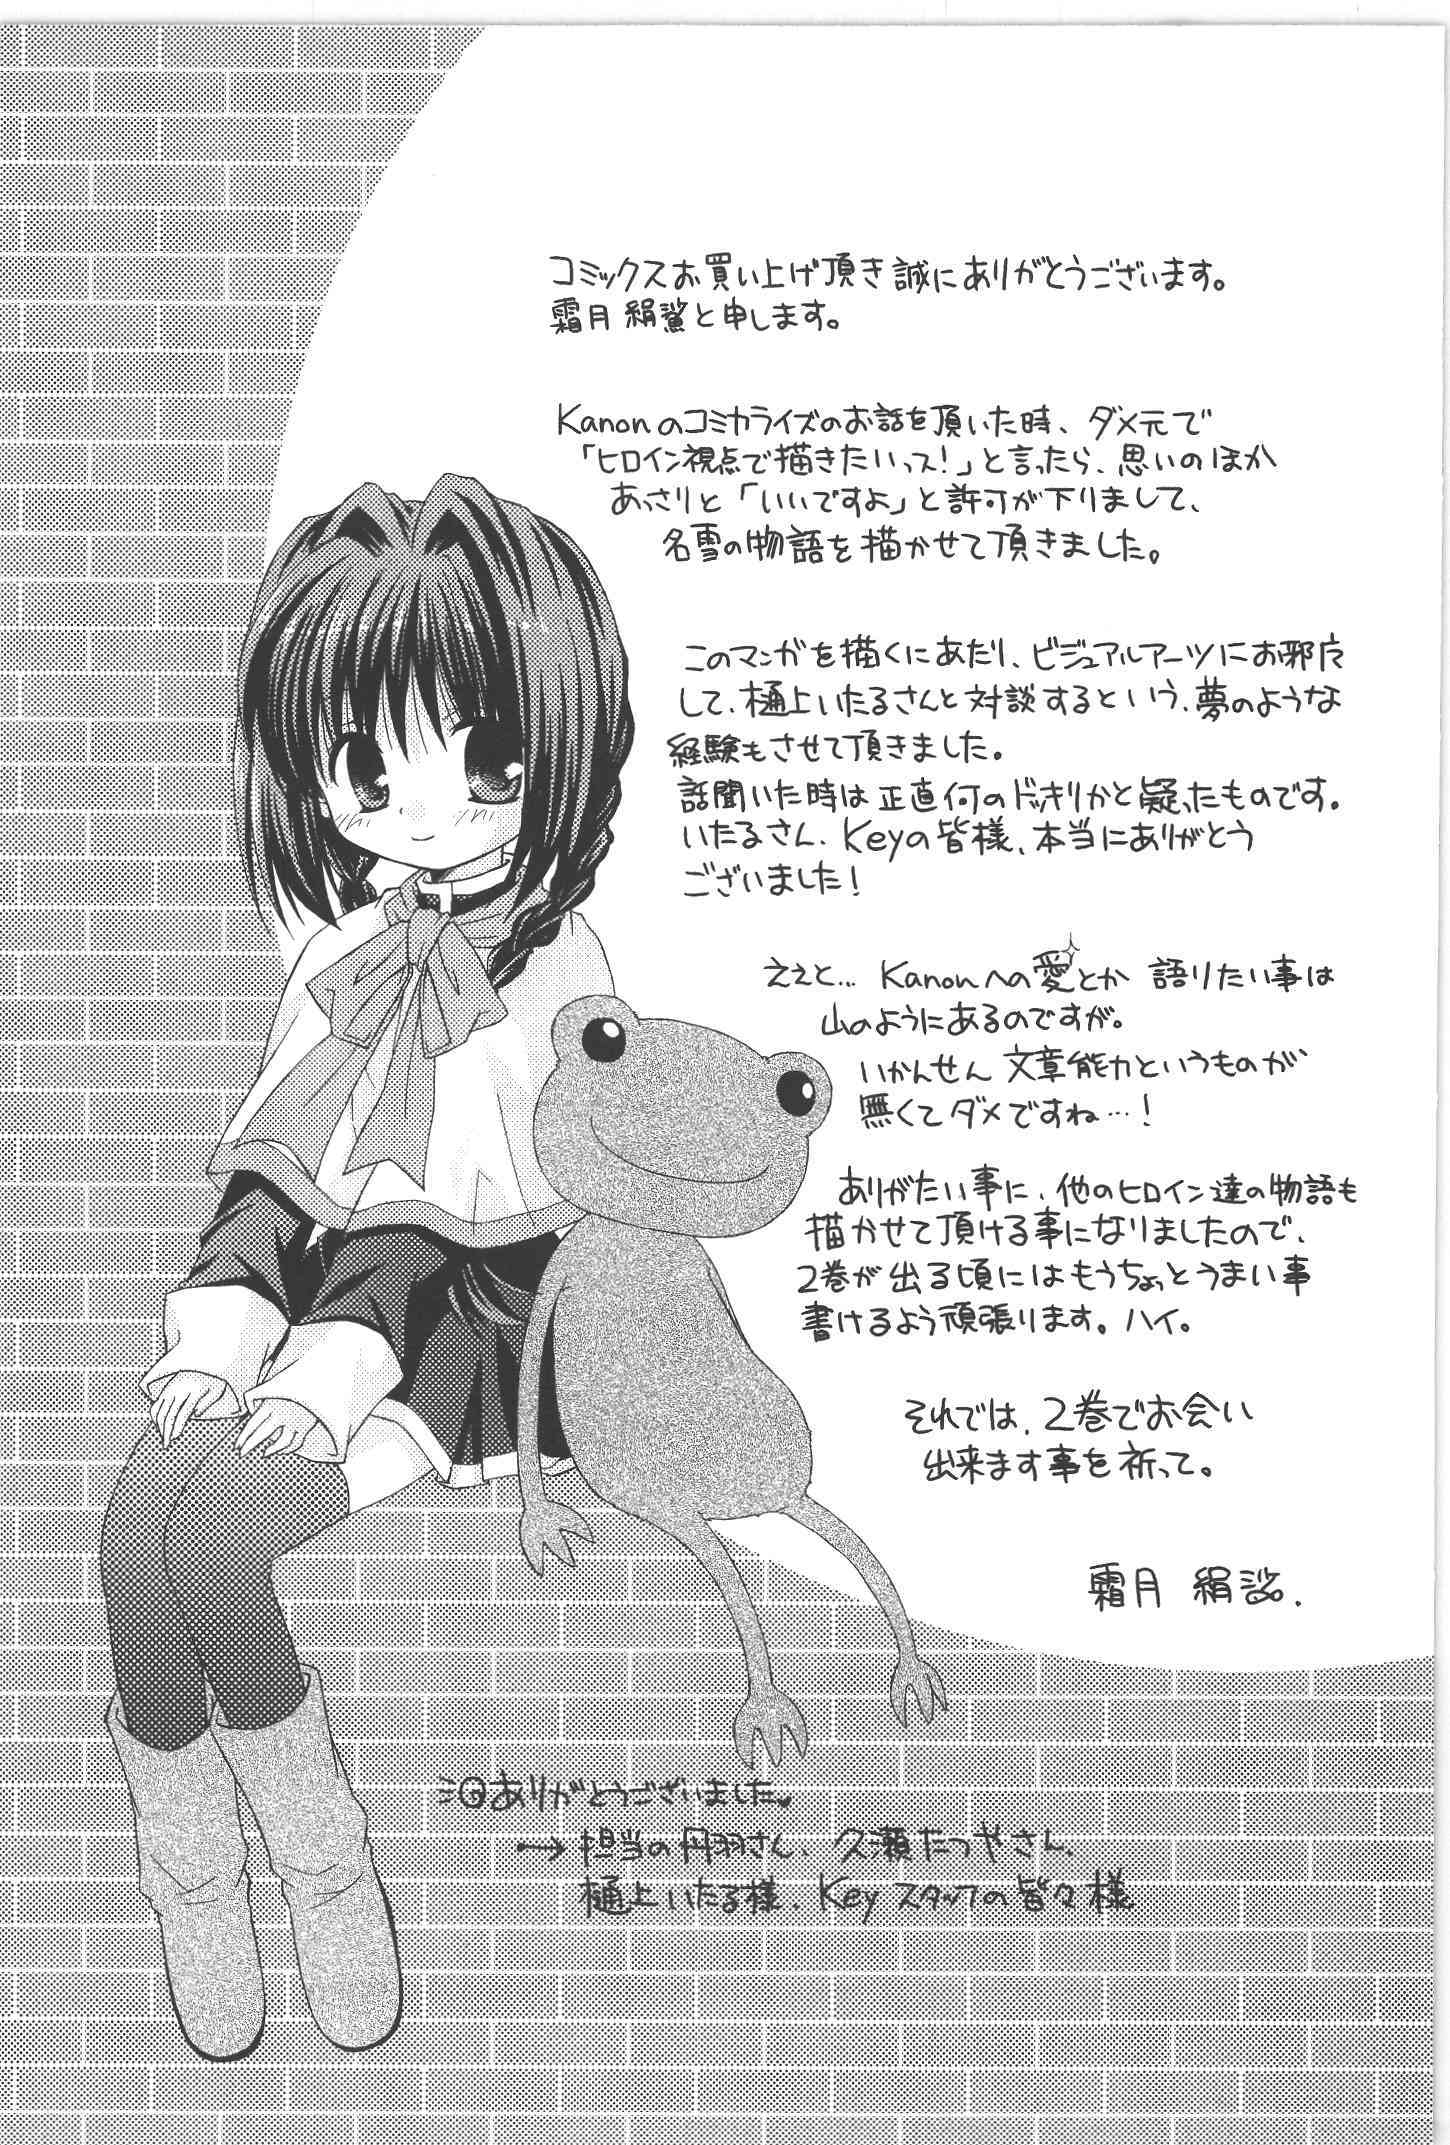 コミックスお買い上げ頂き誠にありがとうございます。
霜月絹鯊と申します。
Kanonのコミカライズのお話を頂いた時、ダメ元で
「ヒロイン視点で描きたいっス!」と言ったら、思いのほか
あっさりと「いいですよ」と許可が下りまして、
名雪の物語を描かせて頂きました。
このマンガを描くにあたり、ビジュアルアーツにお邪广
して、樋上いたるさんと対談するという、夢のような
経験もさせて頂きました。
話聞いた時は正直何のドッキリかと疑ったものです。
いたるさん、Keyの皆様、本当にありがとう
ございました!
ええと… Kanonへの愛とか 語りたい事は
山のようにあるのですが。
いかんせん 文章能力というものが
無くてダメですね…!
ありがたい事に、他のヒロイン達の物語も
描かせて頂ける事になりましたので、
2巻が出る頃にはもうちょっとうまい事
書けるよう頑張ります。ハイ。
それでは、2巻でお会い
出来ます事を祈って。
霜月 絹鯊.
ありがとうございました。
→ 担当の丹羽さん、久瀬たつやさん、
樋上いたる様、Keyスタッフの皆々様